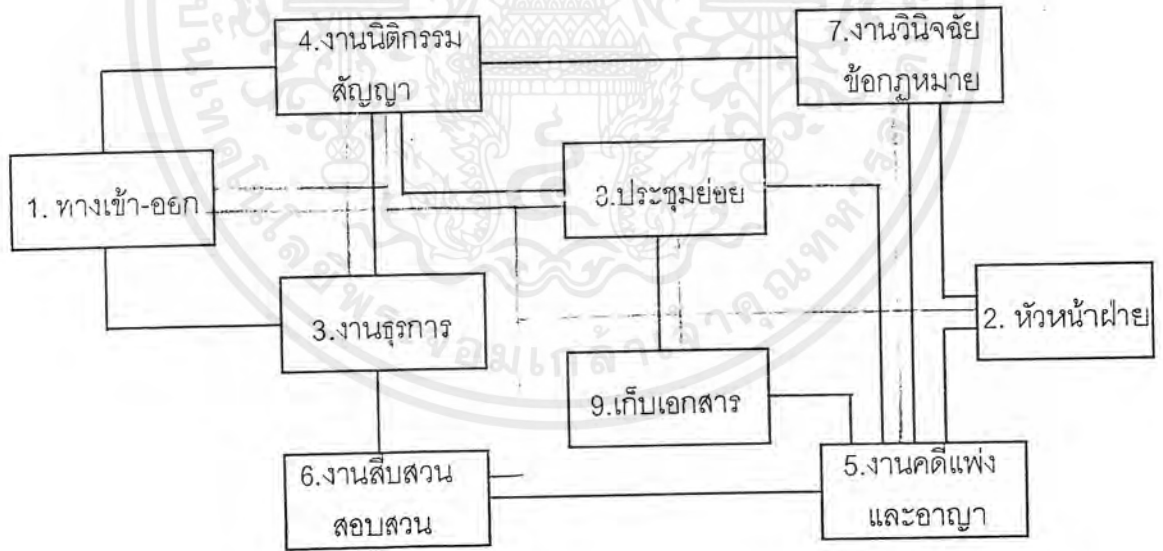 4.งานนิติกรรม
สัญญา
7.งานวินิจฉัย
ข้อกฎหมาย
1. ทางเข้า-ออก
8.ประชุมย่อย
3.งานธุรการ
2. หัวหน้าฝ่าย
9.เก็บเอกสาร
6.งานสืบสวน
สอบสวน
5.งานคดีแพ่ง
และอาญา